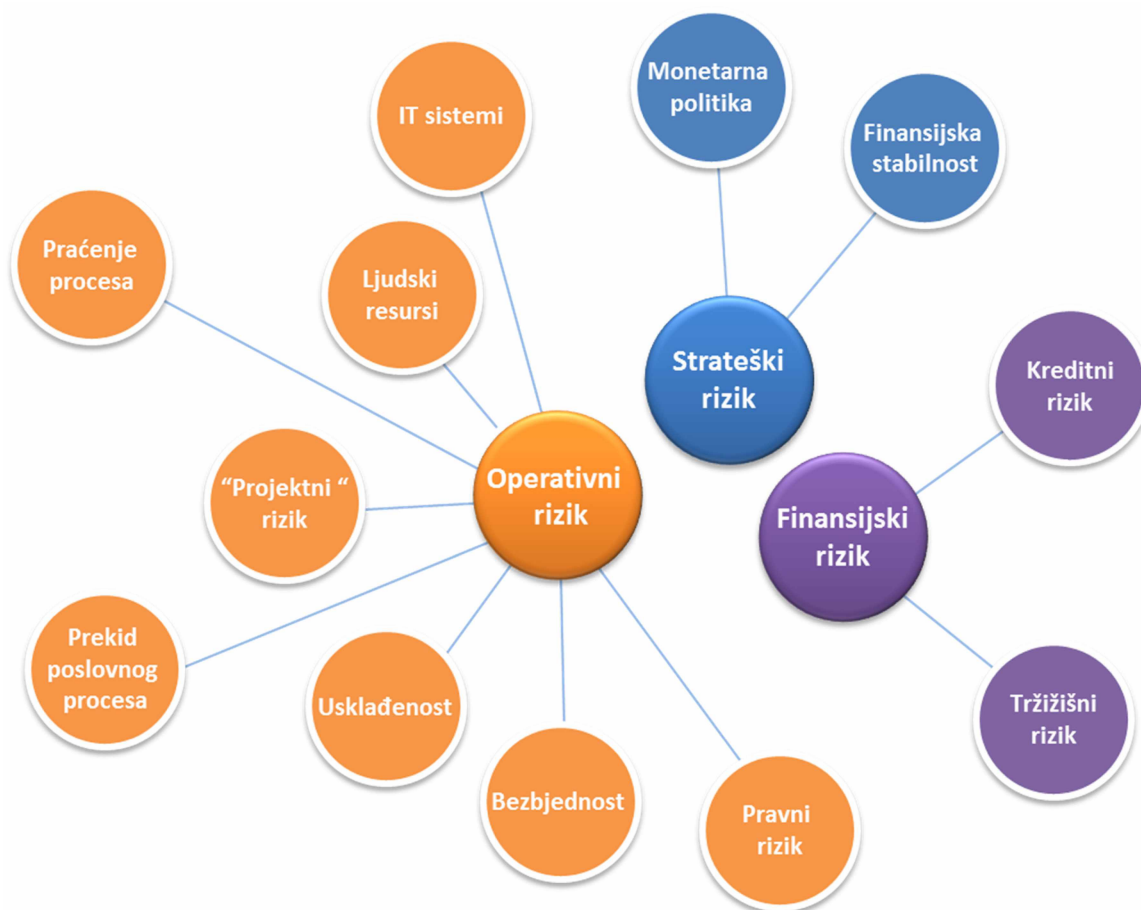 Monetarna
politika
IT sistemi
Finansijska
stabilnost
Praćenje
procesa
Ljudski
resursi
Strateški
rizik
Kreditni
rizik
Operativni
rizik
“Projektni “
rizik
Finansijski
rizik
Prekid
poslovnog
procesa
Usklađenost
Tržižišni
rizik
Bezbjednost
Pravni
rizik